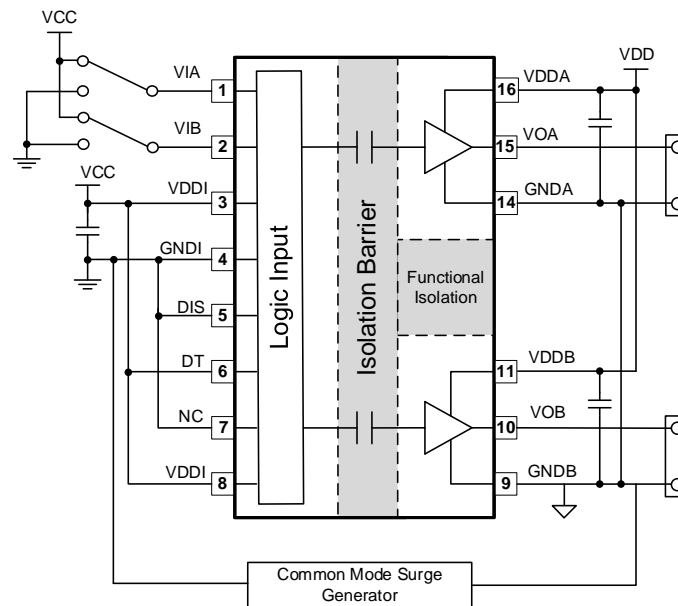 VCC
VDD
VIA
1
16
VDDA
VIB
2
15
VOA
VCC
VDDI
3
14
GNDA
GNDI
4
Logic Input
Isolation Barrier
Functional
Isolation
DIS
5
DT
6
11
VDDB
NC
7
10
VOB
VDDI
8
9
GNDB
Common Mode Surge
Generator